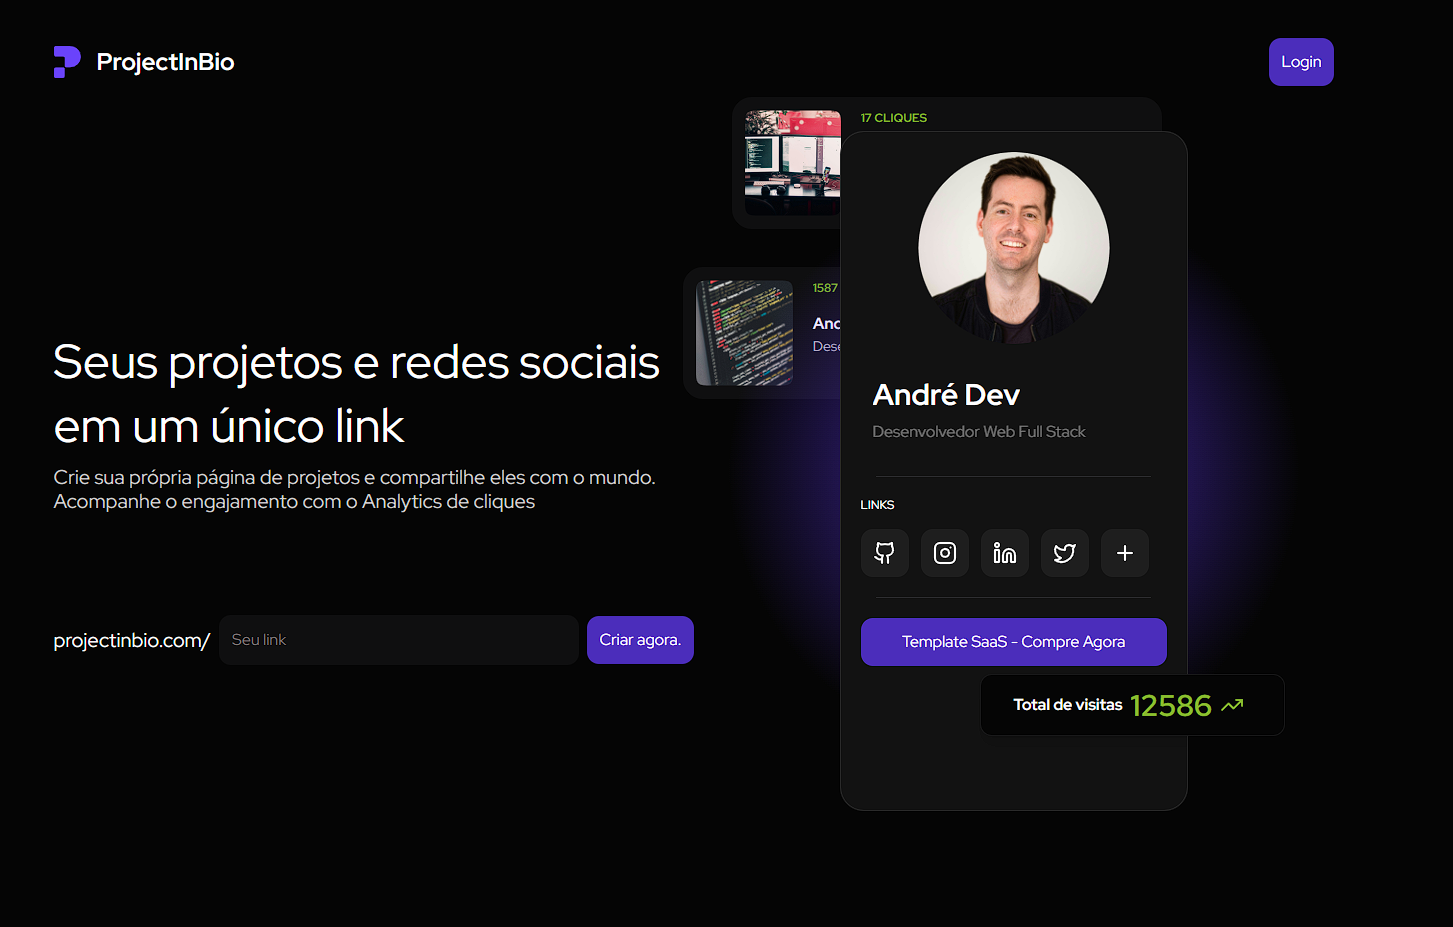 ProjectInBio
Login
17 CLIQUES
1587
Seus projetos e redes sociais
em um único link
Crie sua própria página de projetos e compartilhe eles com o mundo.
Acompanhe o engajamento com o Analytics de cliques
projectinbio.com/
Seu link
Criar agora.
André Dev
Desenvolvedor Web Full Stack
LINKS
Template SaaS - Compre Agora
Total de visitas 12586